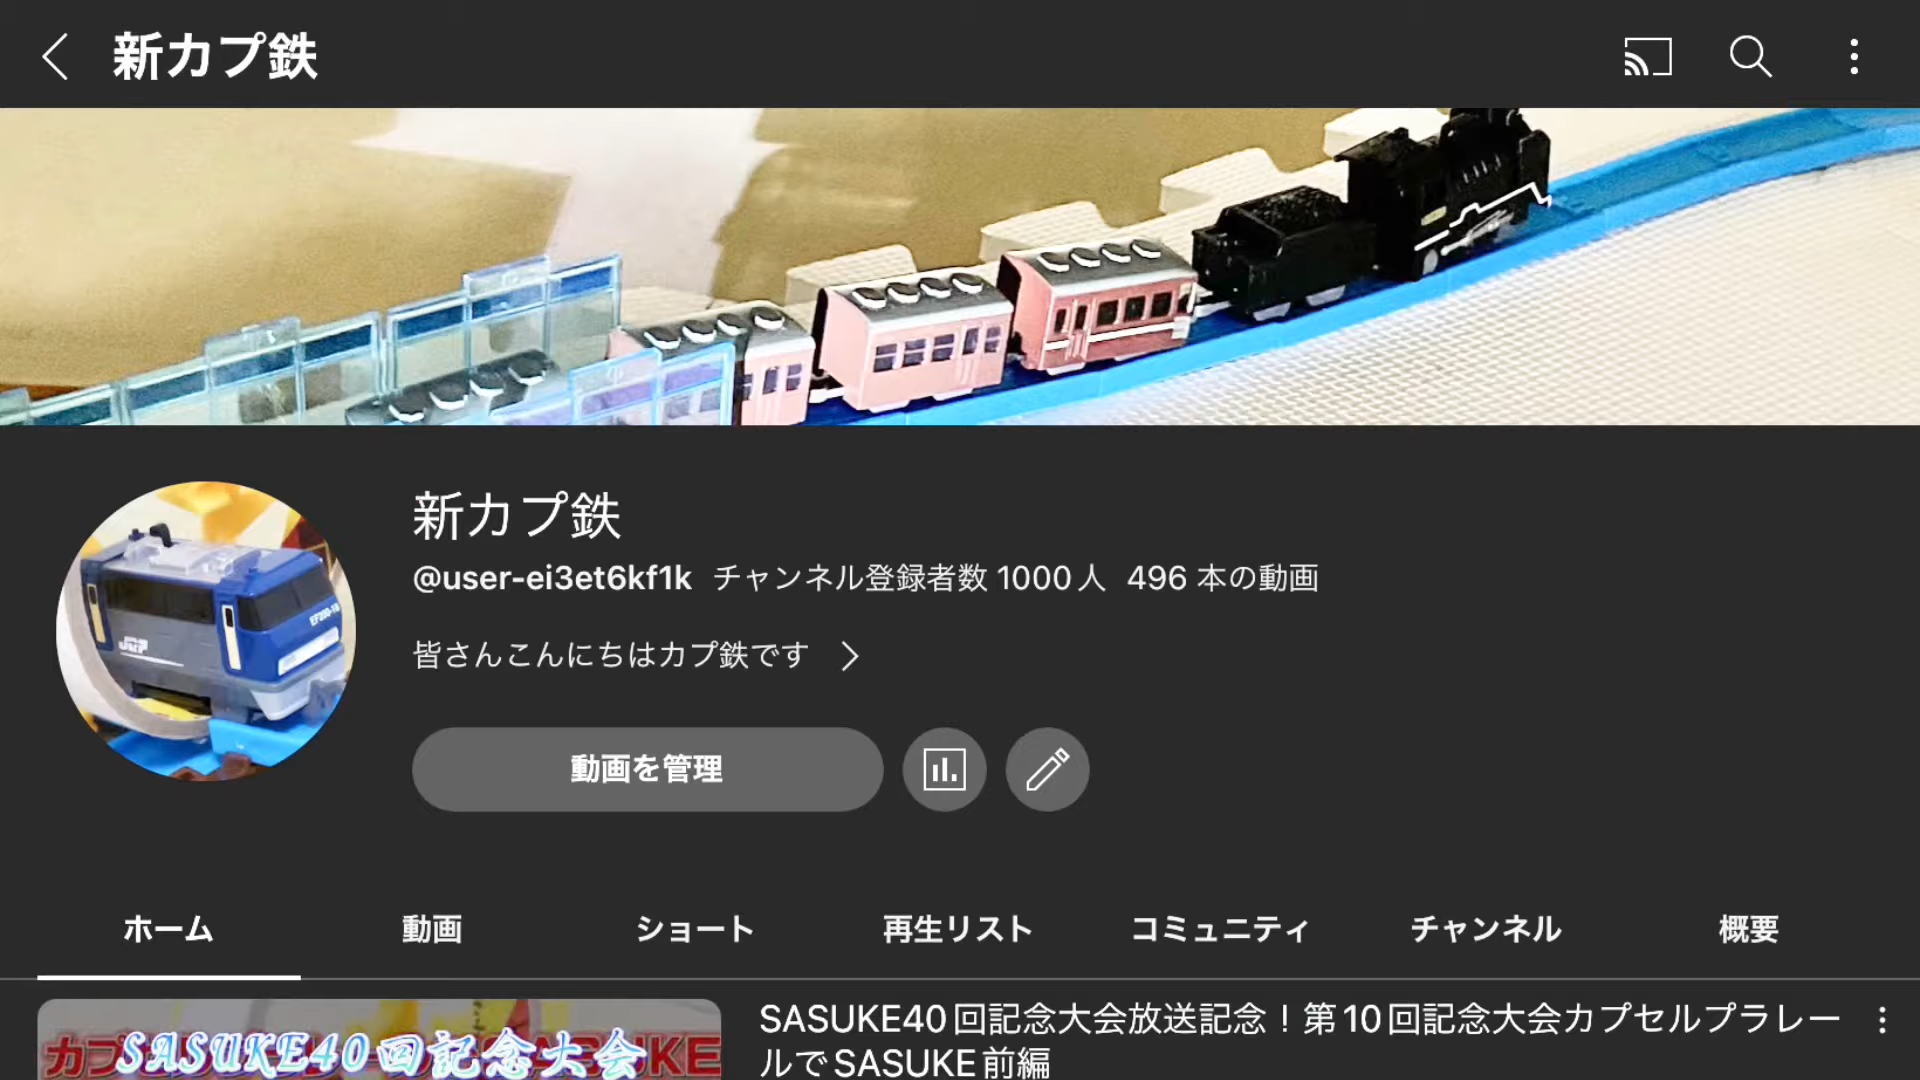 新カプ鉄
新カプ鉄
@user-ei3et6kf1k チャンネル登録者数 1000人 496 本の動画
皆さんこんにちはカプ鉄です
動画を管理
ホーム 動画 ショート 再生リスト コミュニティ チャンネル 概要
SASUKE40回記念大会
SASUKE40回記念大会放送記念！第10回記念大会カプセルプラレー
ルでSASUKE前編